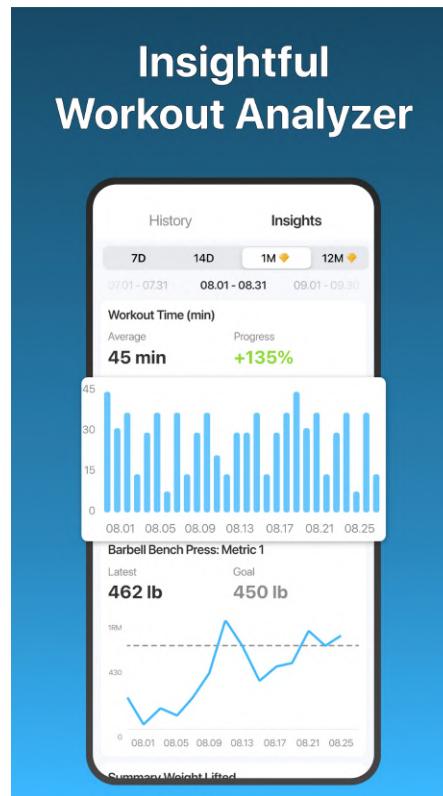 Insightful
Workout Analyzer
History Insights
7D 14D 1M 12M
07.01 - 07.31 08.01 - 08.31 09.01 - 09.30
Workout Time (min)
Average Progress
45 min +135%
45
30
15
0
08.01 08.05 08.09 08.13 08.17 08.21 08.25
Barbell Bench Press: Metric 1
Latest Goal
462 lb 450 lb
1RM
430
0
08.01 08.05 08.09 08.13 08.17 08.21 08.25
Summary Weight Lifted